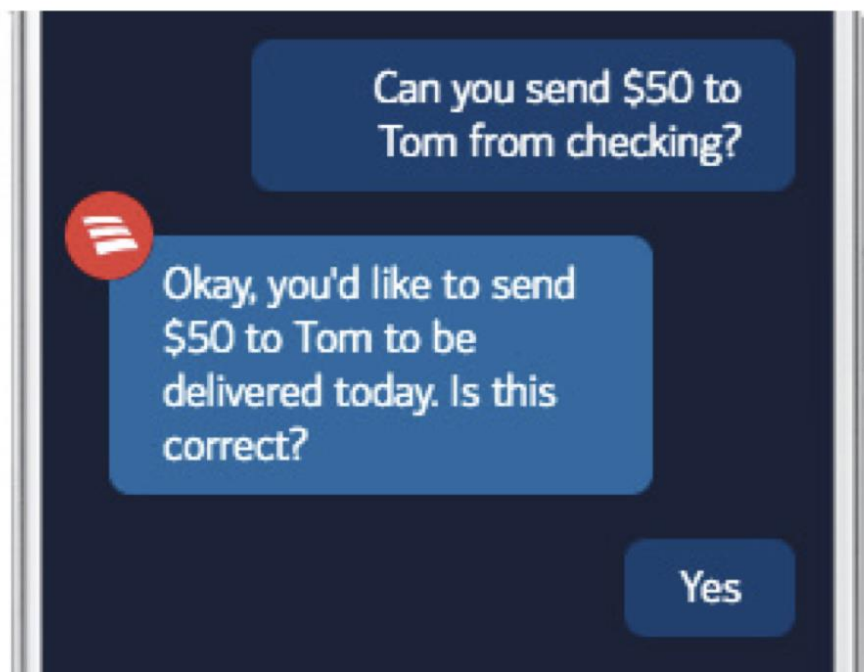 Can you send $50 to
Tom from checking?
Okay, you'd like to send
$50 to Tom to be
delivered today. Is this
correct?
Yes